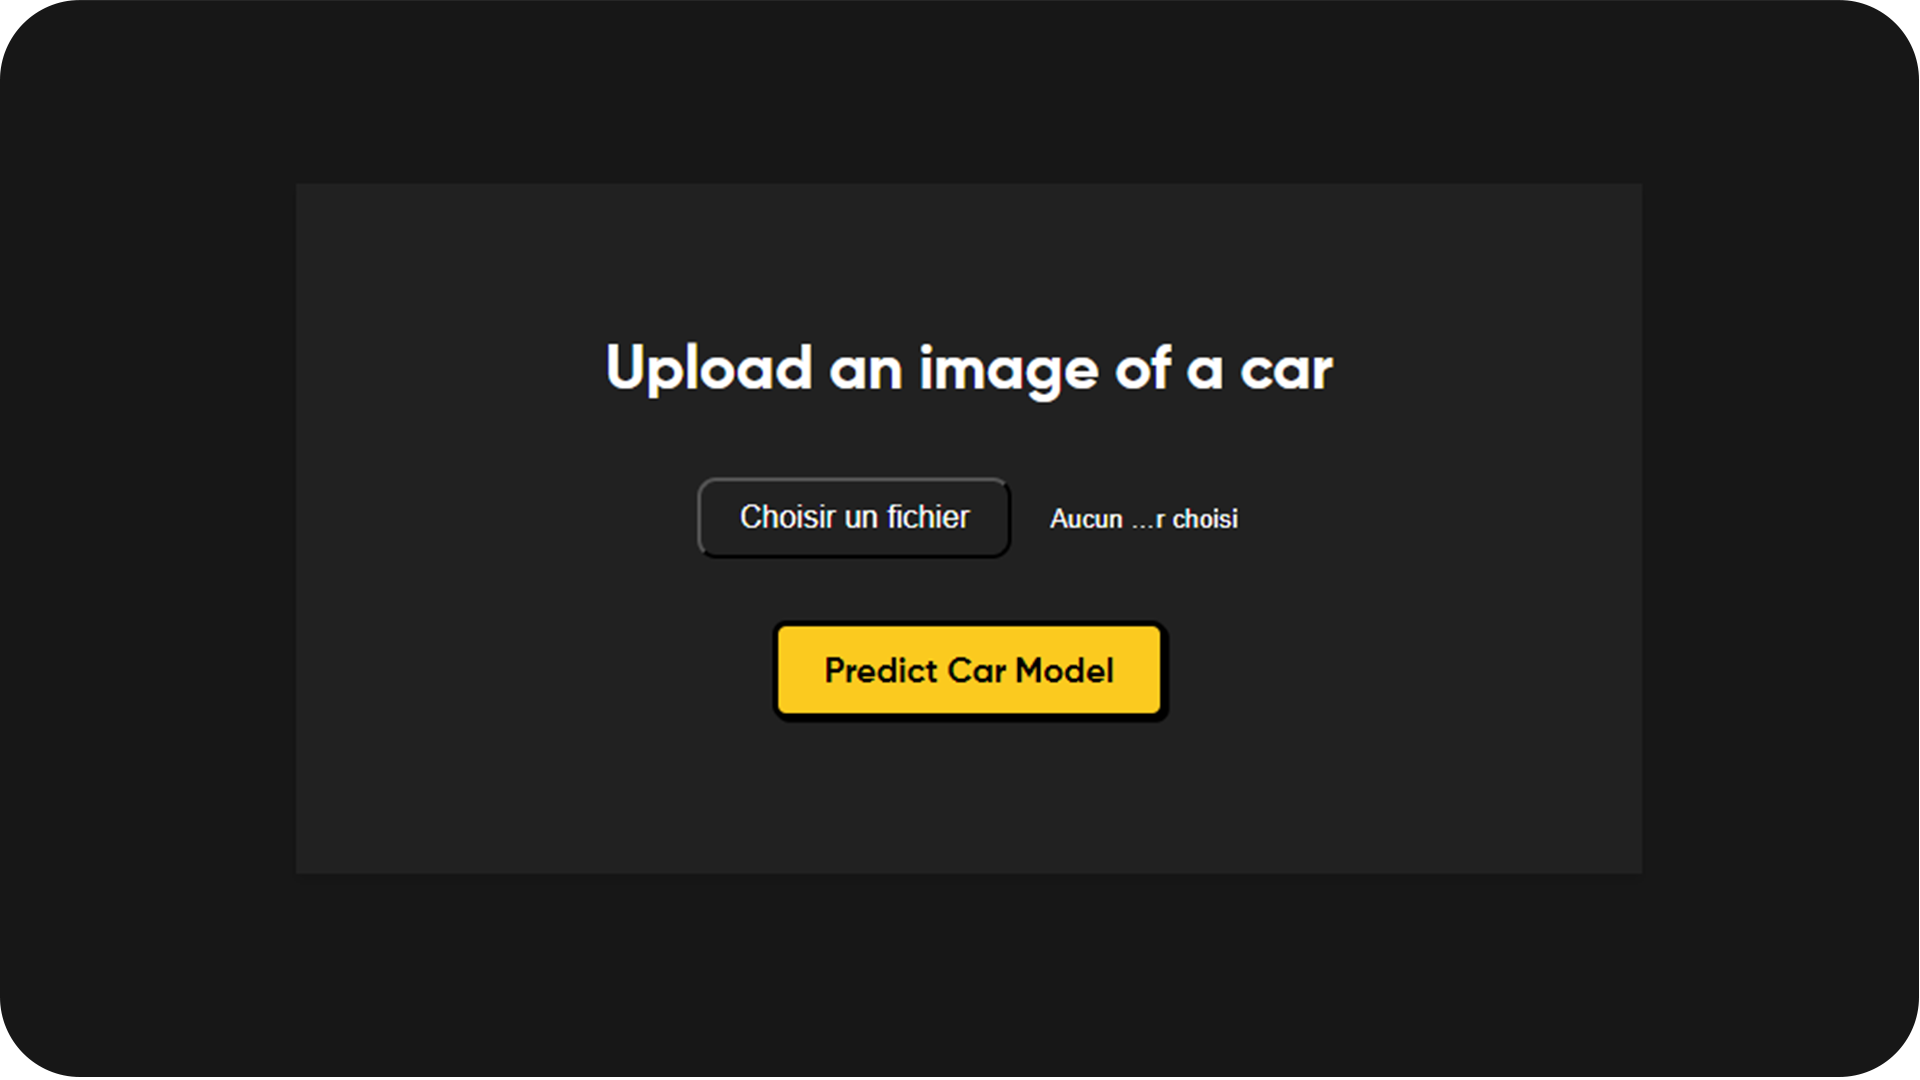 Upload an image of a car
Choisir un fichier Aucun ...r choisi
Predict Car Model